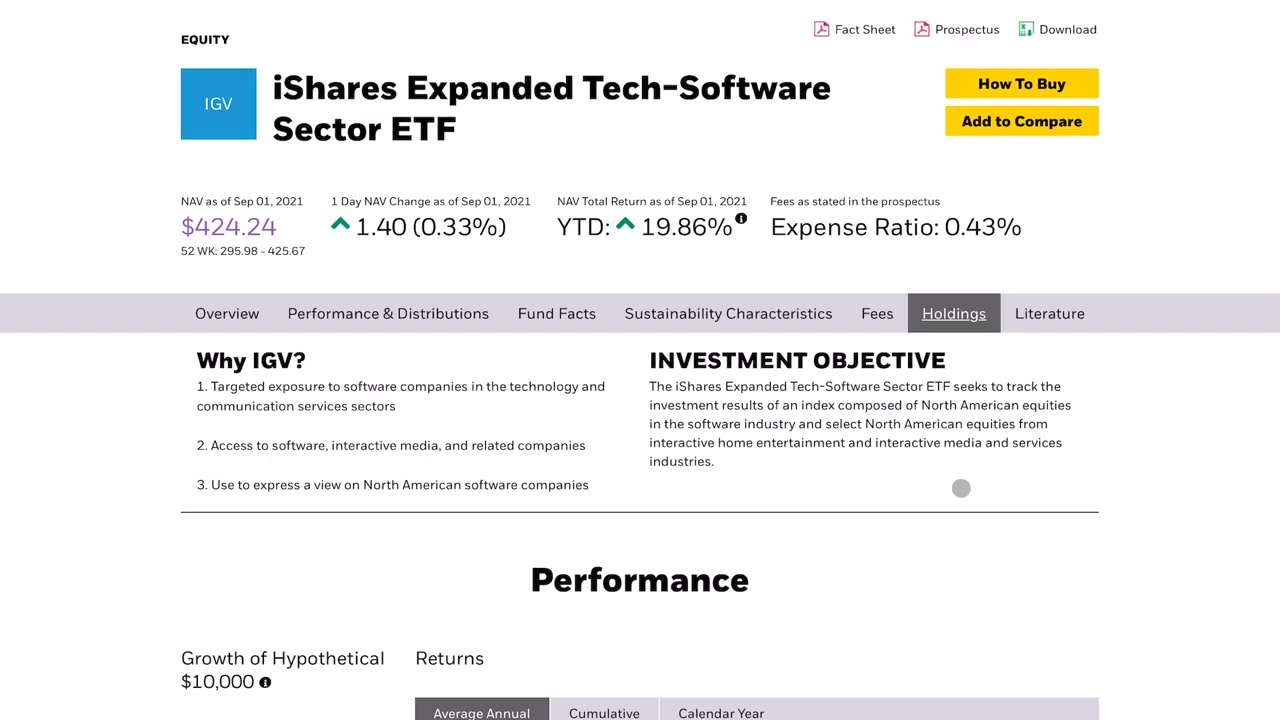 EQUITY
Fact Sheet Prospectus Download
IGV
iShares Expanded Tech-Software
Sector ETF
How To Buy
Add to Compare
NAV as of Sep 01, 2021
$424.24
52 WK: 295.98 - 425.67
1 Day NAV Change as of Sep 01, 2021
1.40 (0.33%)
NAV Total Return as of Sep 01, 2021
YTD: 19.86%
Fees as stated in the prospectus
Expense Ratio: 0.43%
Overview Performance & Distributions Fund Facts Sustainability Characteristics Fees Holdings Literature
Why IGV?
1. Targeted exposure to software companies in the technology and
communication services sectors
2. Access to software, interactive media, and related companies
3. Use to express a view on North American software companies
INVESTMENT OBJECTIVE
The iShares Expanded Tech-Software Sector ETF seeks to track the
investment results of an index composed of North American equities
in the software industry and select North American equities from
interactive home entertainment and interactive media and services
industries.
Performance
Growth of Hypothetical
$10,000
Returns
Average Annual Cumulative Calendar Year